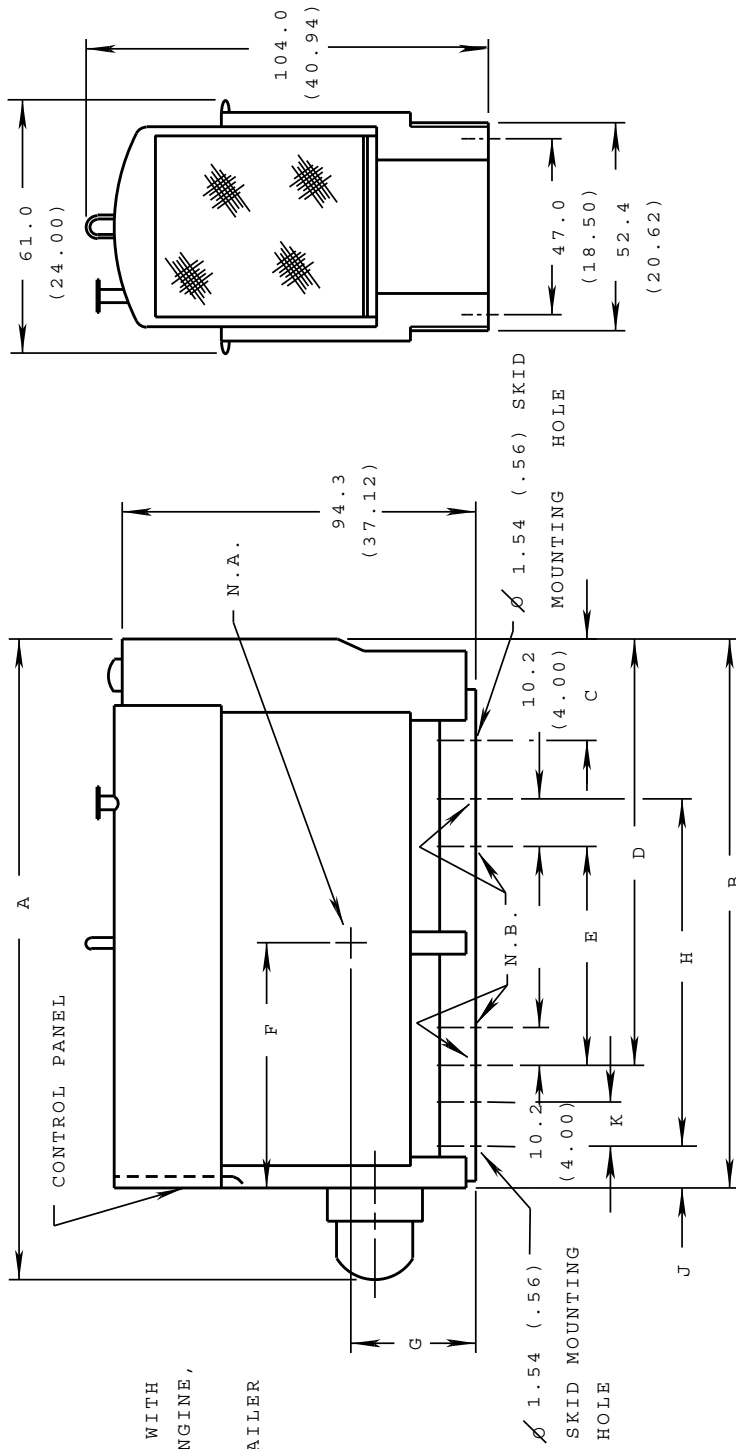 WITH
NGINE,
AILER
A
CONTROL PANEL
N.A.
F
G
94.3
(37.12)
N.B.
Ø 1.54 (.56) SKID
MOUNTING HOLE
Ø 1.54 (.56)
SKID MOUNTING
HOLE
10.2
(4.00)
10.2
(4.00)
C
E
K
D
H
J
B
61.0
(24.00)
104.0
(40.94)
47.0
(18.50)
52.4
(20.62)